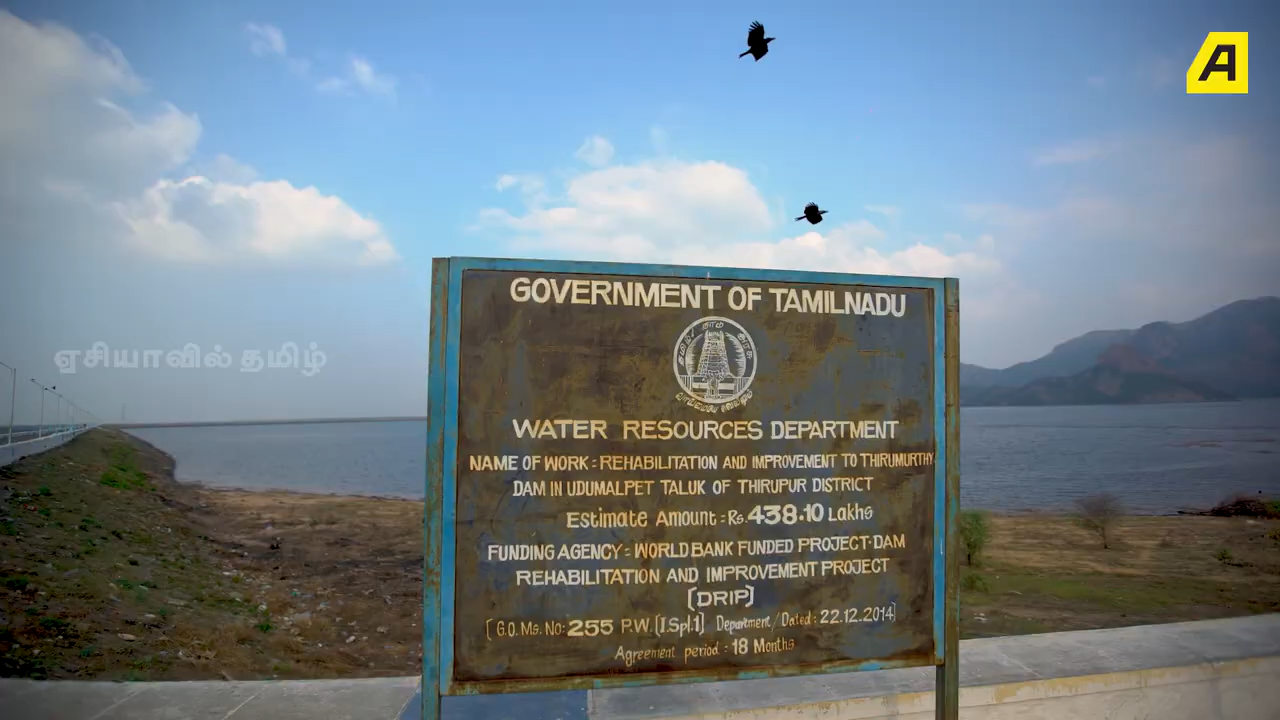 A
ஏசியாவில் தமிழ்
GOVERNMENT OF TAMILNADU
WATER RESOURCES DEPARTMENT
NAME OF WORK : REHABILITATION AND IMPROVEMENT TO THIRUMURTHY
DAM IN UDUMALPET TALUK OF THIRUPUR DISTRICT
Estimate Amount : Rs. 438.10 Lakhs
FUNDING AGENCY : WORLD BANK FUNDED PROJECT-DAM
REHABILITATION AND IMPROVEMENT PROJECT
[DRIP]
[G.O. Ms. No: 255 P.W. [I.Spl.1] Department / Dated : 22.12.2014]
Agreement period : 18 Months